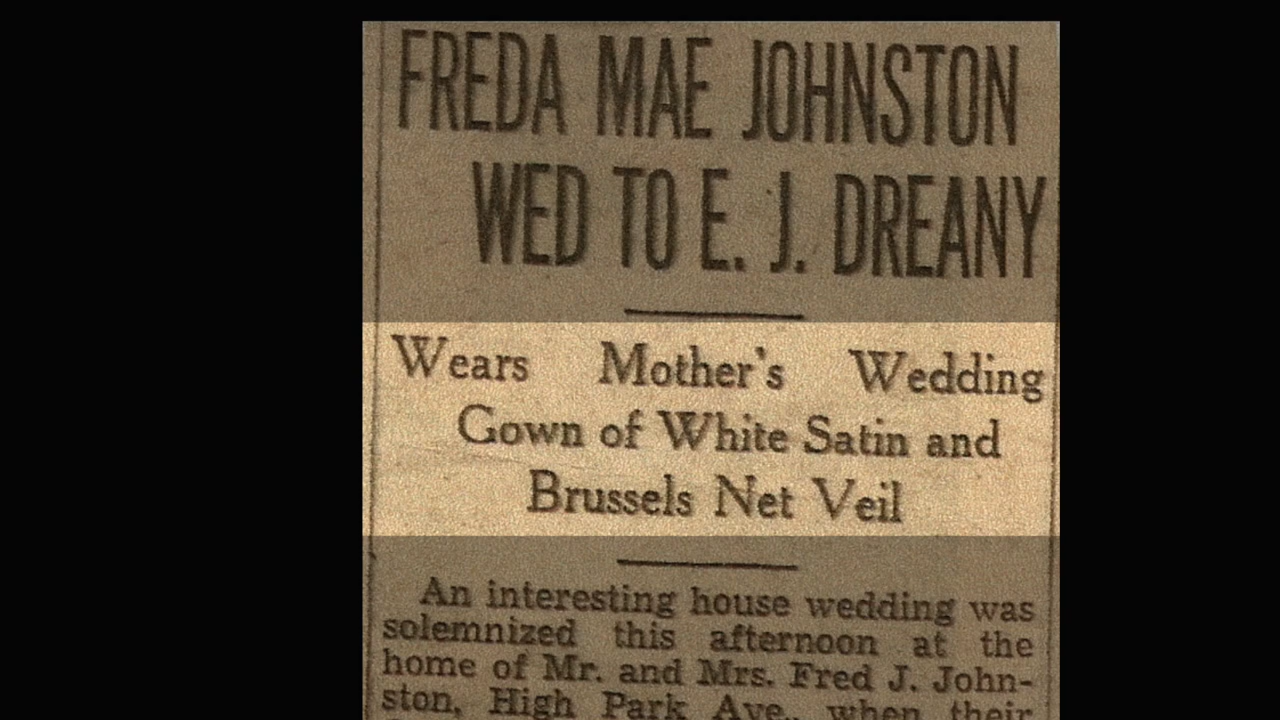 FREDA MAE JOHNSTON
WED TO E. J. DREANY
Wears Mother's Wedding
Gown of White Satin and
Brussels Net Veil
An interesting house wedding was
solemnized this afternoon at the
home of Mr. and Mrs. Fred J. John-
ston, High Park Ave., when their